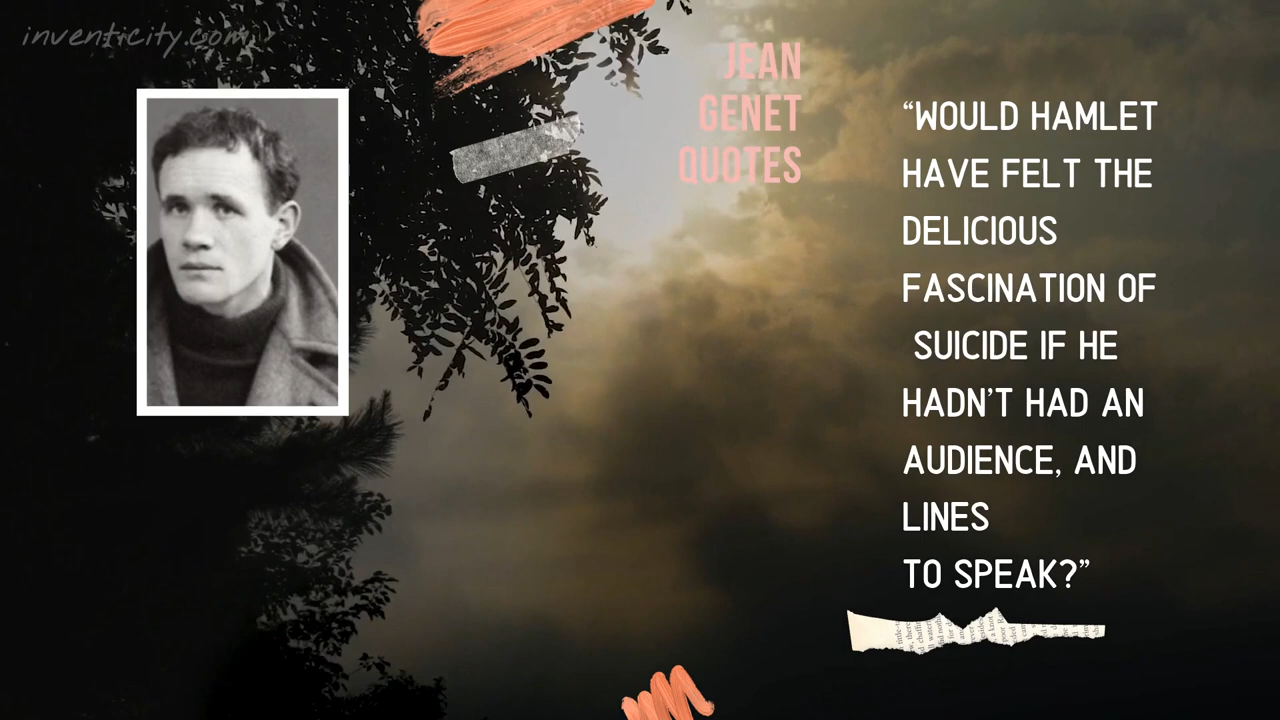 inventicity.com
JEAN
GENET
QUOTES
“WOULD HAMLET
HAVE FELT THE
DELICIOUS
FASCINATION OF
SUICIDE IF HE
HADN’T HAD AN
AUDIENCE, AND
LINES
TO SPEAK?”